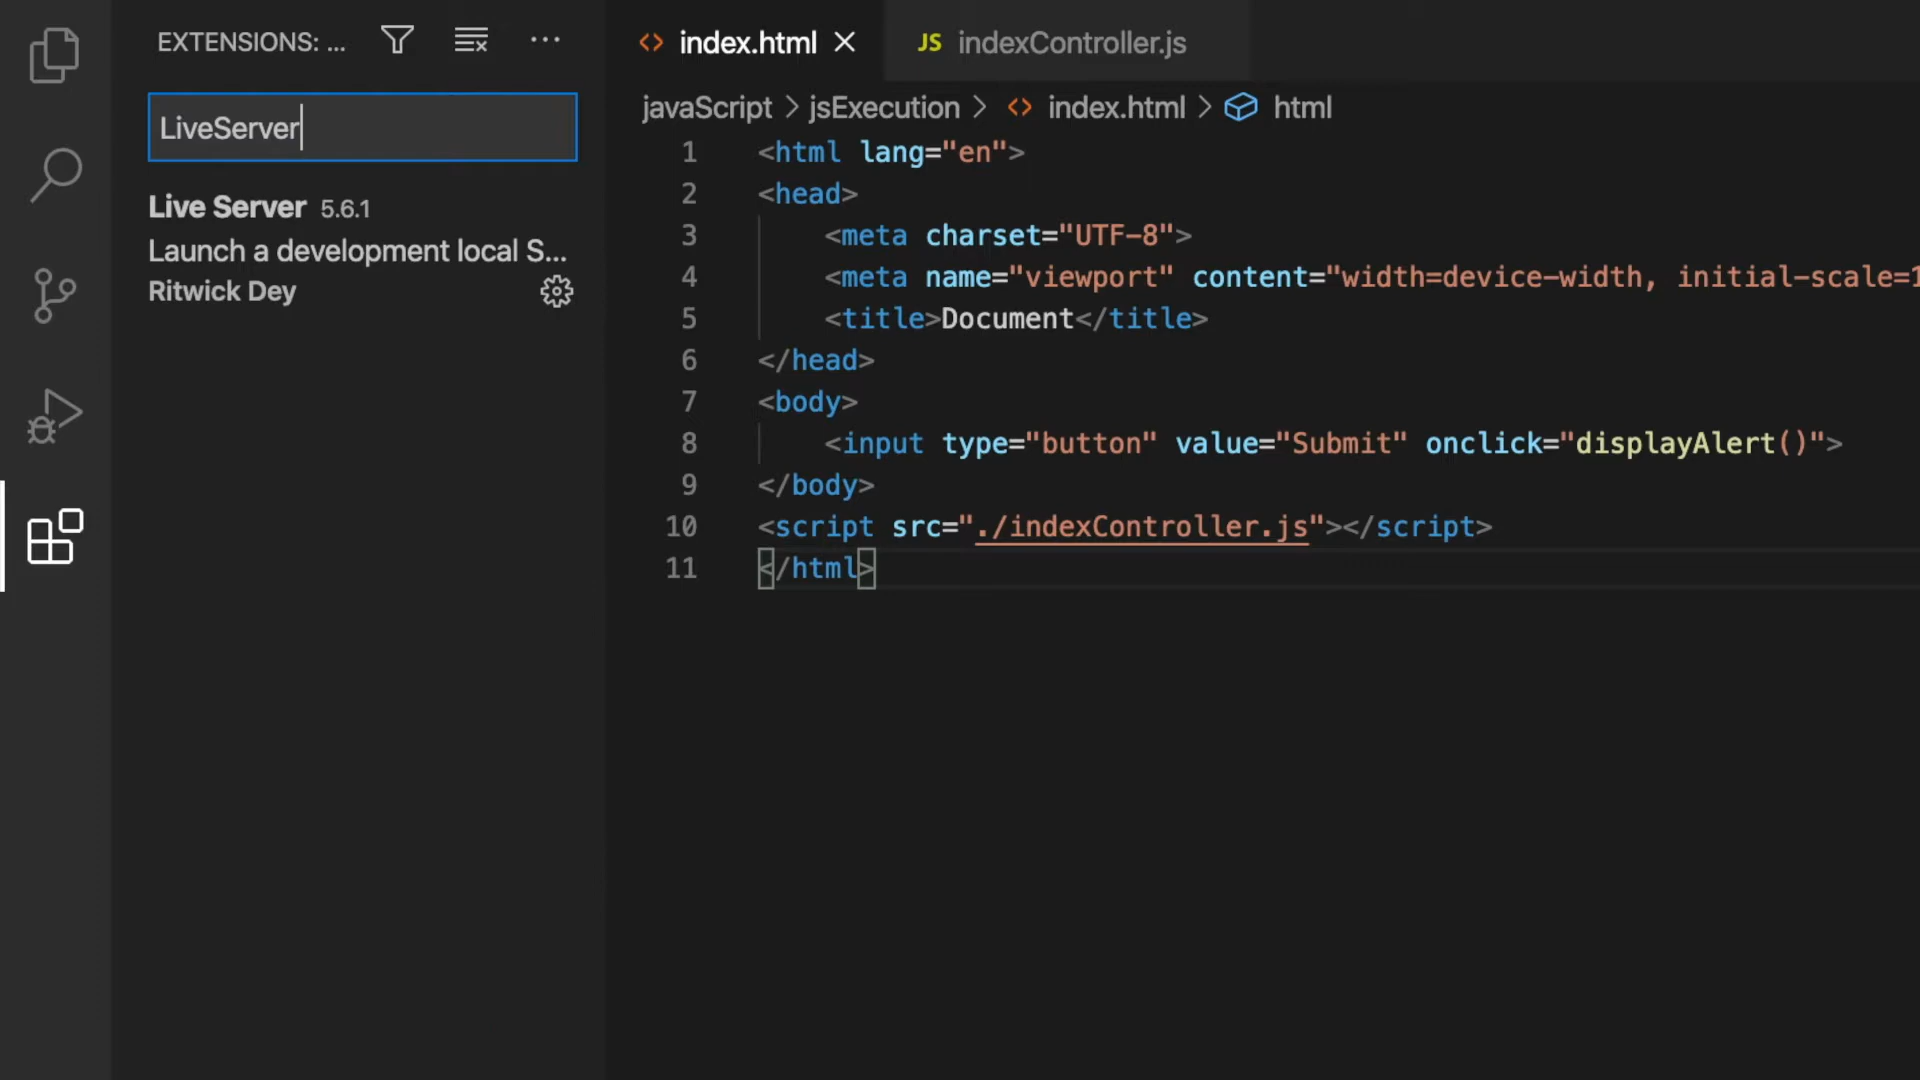 EXTENSIONS: ...
LiveServer
Live Server 5.6.1
Launch a development local S...
Ritwick Dey
index.html
JS indexController.js
javaScript > jsExecution > index.html > html
1 <html lang="en">
2 <head>
3 <meta charset="UTF-8">
4 <meta name="viewport" content="width=device-width, initial-scale=1
5 <title>Document</title>
6 </head>
7 <body>
8 <input type="button" value="Submit" onclick="displayAlert()">
9 </body>
10 <script src="./indexController.js"></script>
11 </html>